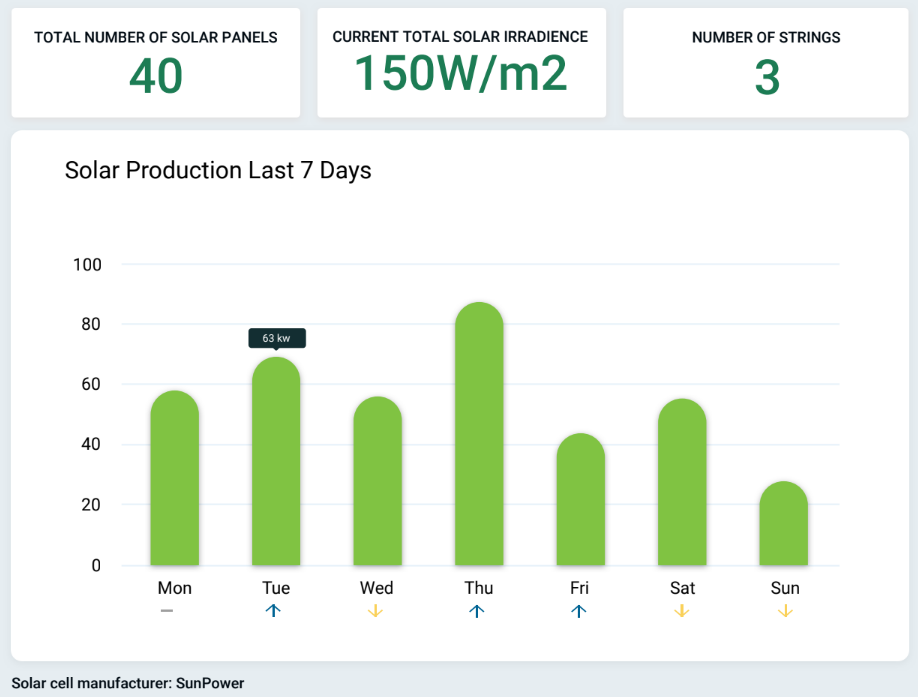 TOTAL NUMBER OF SOLAR PANELS
40
CURRENT TOTAL SOLAR IRRADIENCE
150W/m2
NUMBER OF STRINGS
3
Solar Production Last 7 Days
100
80
63 kw
60
40
20
0
Mon Tue Wed Thu Fri Sat Sun
Solar cell manufacturer: SunPower